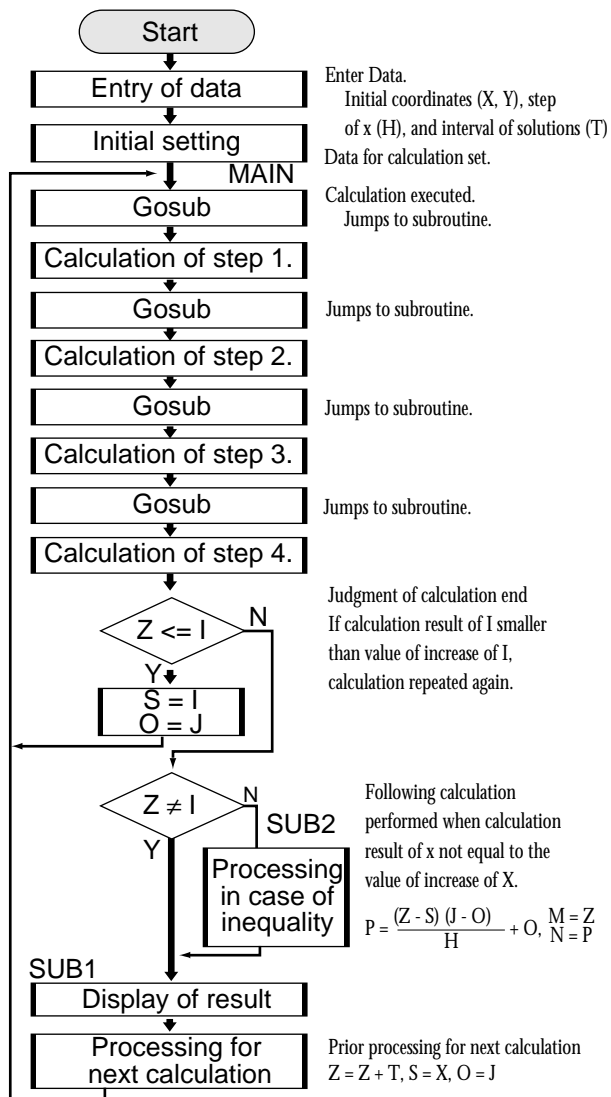 Start
Entry of data
Enter Data.
Initial coordinates (X, Y), step
of x (H), and interval of solutions (T)
Initial setting
Data for calculation set.
MAIN
Gosub
Calculation executed.
Jumps to subroutine.
Calculation of step 1.
Gosub
Jumps to subroutine.
Calculation of step 2.
Gosub
Jumps to subroutine.
Calculation of step 3.
Gosub
Jumps to subroutine.
Calculation of step 4.
Z <= I
N
Y
Judgment of calculation end
If calculation result of I smaller
than value of increase of I,
calculation repeated again.
S = I
O = J
Z ≠ I
N
Y
SUB2
Processing
in case of
inequality
Following calculation
performed when calculation
result of x not equal to the
value of increase of X.
P = (Z - S) (J - O) / H + O, M = Z
N = P
SUB1
Display of result
Processing for
next calculation
Prior processing for next calculation
Z = Z + T, S = X, O = J